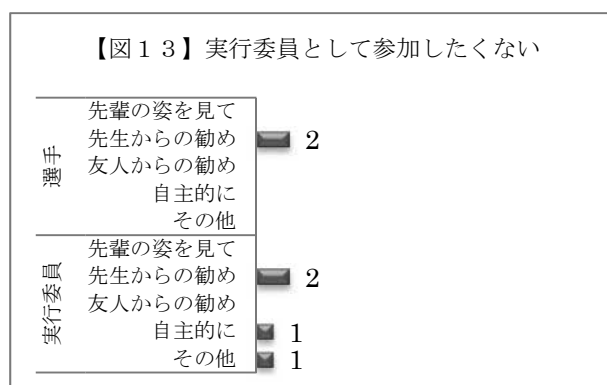 【図13】実行委員として参加したくない
選手
先輩の姿を見て
先生からの勧め 2
友人からの勧め
自主的に
その他
実行委員
先輩の姿を見て
先生からの勧め 2
友人からの勧め
自主的に 1
その他 1